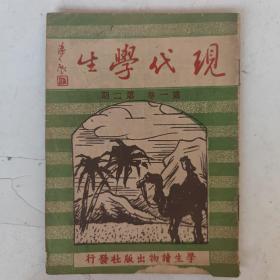 現代學生
第一卷 第二期
學生讀物出版社發行